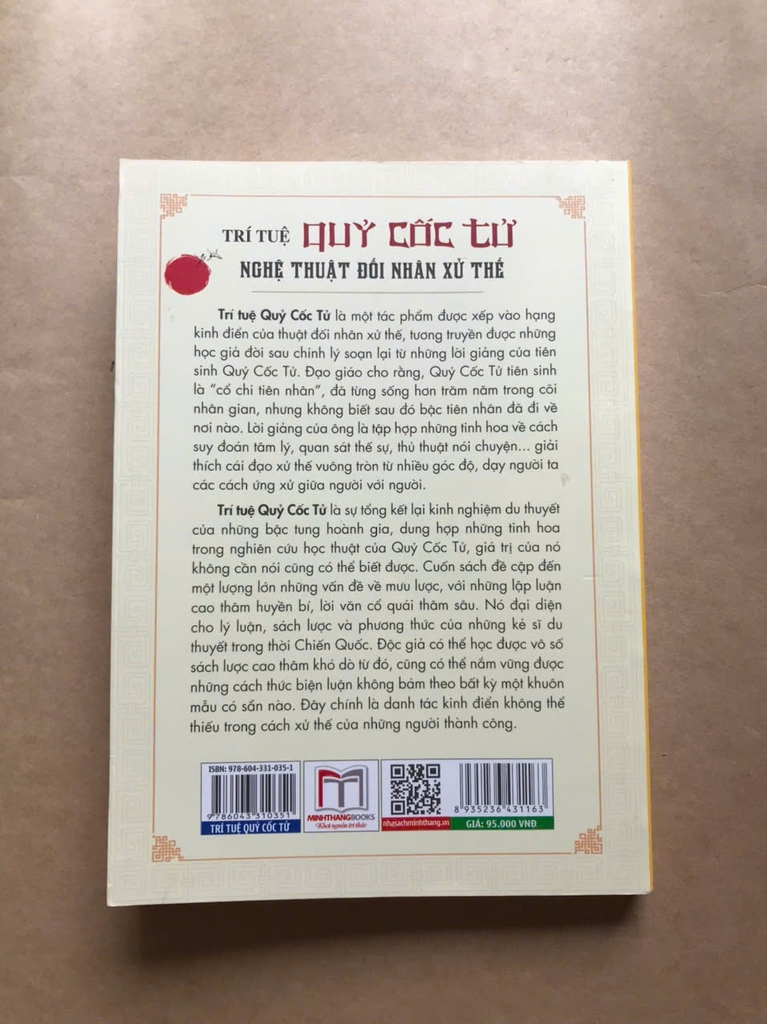 TRÍ TUỆ QUỶ CỐC TỬ
NGHỆ THUẬT ĐỐI NHÂN XỬ THẾ
Trí tuệ Quỷ Cốc Tử là một tác phẩm được xếp vào hạng
kinh điển của thuật đối nhân xử thế, tương truyền được những
học giả đời sau chỉnh lý soạn lại từ những lời giảng của tiên
sinh Quỷ Cốc Tử. Đạo giáo cho rằng, Quỷ Cốc Tử tiên sinh
là “cổ chi tiên nhân”, đã từng sống hơn trăm năm trong cõi
nhân gian, nhưng không biết sau đó bậc tiên nhân đã đi về
nơi nào. Lời giảng của ông là tập hợp những tinh hoa về cách
suy đoán tâm lý, quan sát thế sự, thủ thuật nói chuyện... giải
thích cái đạo xử thế vuông tròn từ nhiều góc độ, dạy người ta
các cách ứng xử giữa người với người.
Trí tuệ Quỷ Cốc Tử là sự tổng kết lại kinh nghiệm du thuyết
của những bậc tung hoành gia, dung hợp những tinh hoa
trong nghiên cứu học thuật của Quỷ Cốc Tử, giá trị của nó
không cần nói cũng có thể biết được. Cuốn sách đề cập đến
một lượng lớn những vấn đề về mưu lược, với những lập luận
cao thâm huyền bí, lời văn cổ quái thâm sâu. Nó đại diện
cho lý luận, sách lược và phương thức của những kẻ sĩ du
thuyết trong thời Chiến Quốc. Độc giả có thể học được vô số
sách lược cao thâm khó dò từ đó, cũng có thể nắm vững được
những cách thức biện luận không bám theo bất kỳ một khuôn
mẫu có sẵn nào. Đây chính là danh tác kinh điển không thể
thiếu trong cách xử thế của những người thành công.
ISBN: 978-604-331-035-1
9 786043 310351
TRÍ TUỆ QUỶ CỐC TỬ
MINHTHANGBOOKS
Khơi nguồn tri thức
nhasachminhthang.vn
8 935236 431163
GIÁ: 95.000 VNĐ